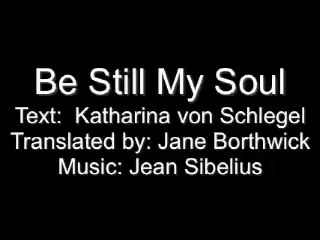 Be Still My Soul
Text:  Katharina von Schlegel
Translated by: Jane Borthwick
Music: Jean Sibelius